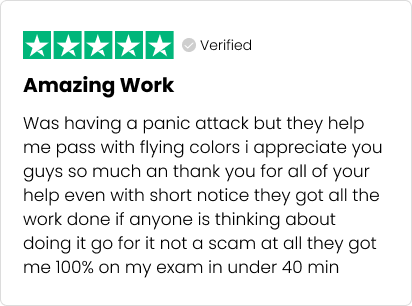 Verified
Amazing Work
Was having a panic attack but they help
me pass with flying colors i appreciate you
guys so much an thank you for all of your
help even with short notice they got all the
work done if anyone is thinking about
doing it go for it not a scam at all they got
me 100% on my exam in under 40 min